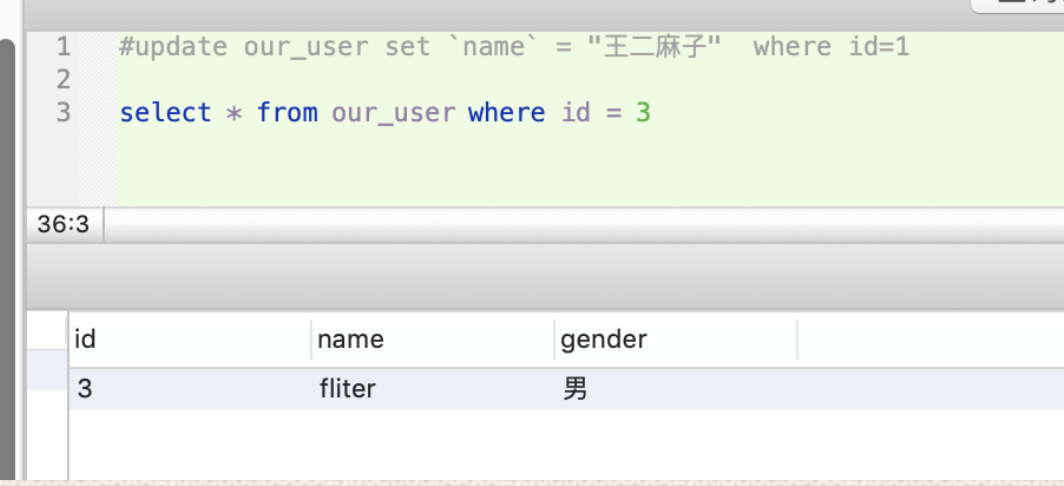 1 #update our_user set `name` = "王二麻子"  where id=1
2
3 select * from our_user where id = 3
36:3
id name gender
3 fliter 男